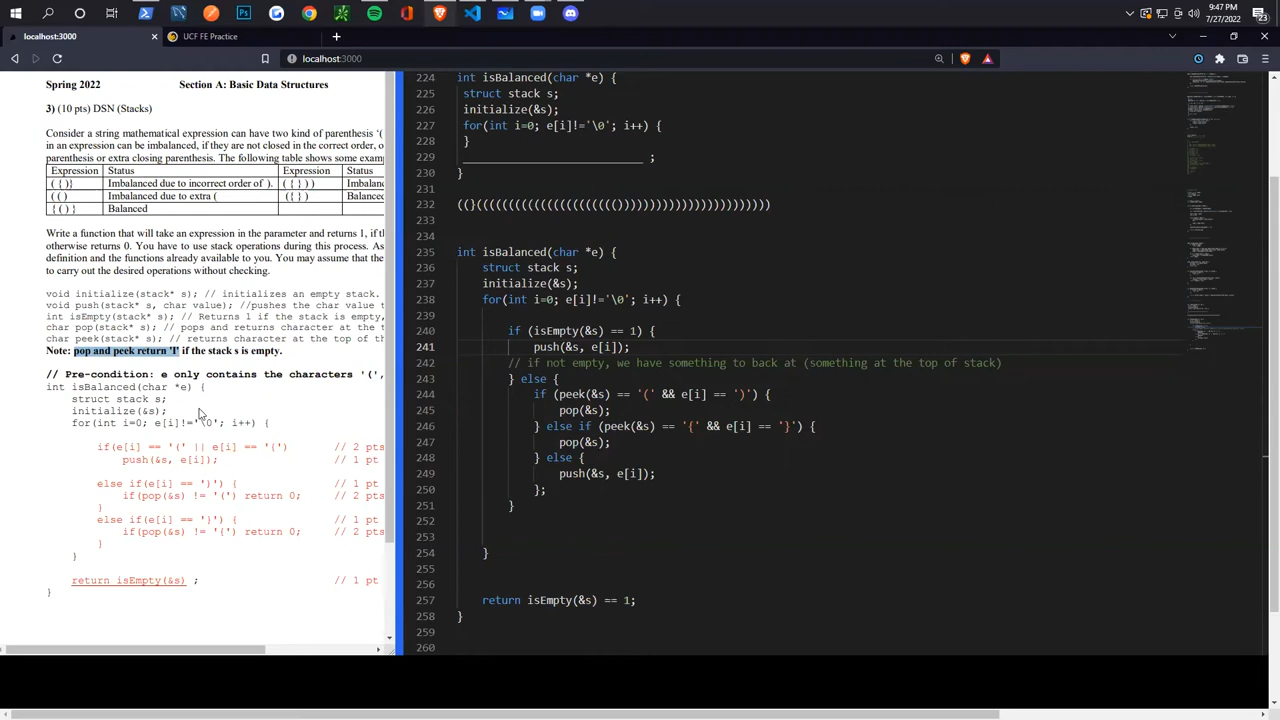 9:47 PM
7/27/2022
23
localhost:3000
UCF FE Practice
localhost:3000
Spring 2022 Section A: Basic Data Structures
3) (10 pts) DSN (Stacks)
Consider a string mathematical expression can have two kind of parenthesis '(
in an expression can be imbalanced, if they are not closed in the correct order, o
parenthesis or extra closing parenthesis. The following table shows some exam
Expression Status Expression Status
( { ) } Imbalanced due to incorrect order of ). ( { } ) ) Imbalanc
( ( ) Imbalanced due to extra ( ({ }) Balanced
{ ( ) } Balanced
Write a function that will take an expression in the parameter and returns 1, if th
otherwise returns 0. You have to use stack operations during this process. As
definition and the functions already available to you. You may assume that the
to carry out the desired operations without checking.
void initialize(stack* s); // initializes an empty stack.
void push(stack* s, char value); //pushes the char value t
int isEmpty(stack* s); // Returns 1 if the stack is empty,
char pop(stack* s); // pops and returns character at the t
char peek(stack* s); // returns character at the top of th
Note: pop and peek return 'I' if the stack s is empty.
// Pre-condition: e only contains the characters '(',
int isBalanced(char *e) {
struct stack s;
initialize(&s);
for(int i=0; e[i]!='\0'; i++) {
if(e[i] == '(' || e[i] == '{') // 2 pts
push(&s, e[i]); // 1 pt
else if(e[i] == ')') { // 1 pt
if(pop(&s) != '(') return 0; // 2 pts
}
else if(e[i] == '}') { // 1 pt
if(pop(&s) != '{') return 0; // 2 pts
}
}
return isEmpty(&s) ; // 1 pt
}
224 int isBalanced(char *e) {
225 struct stack s;
226 initialize(&s);
227 for(int i=0; e[i]!='\0'; i++) {
228 }
229 ____________________________ ;
230 }
231
232
233
234
235 int isBalanced(char *e) {
236 struct stack s;
237 initialize(&s);
238 for(int i=0; e[i]!='\0'; i++) {
239
240 if (isEmpty(&s) == 1) {
241 push(&s, e[i]);
242 // if not empty, we have something to back at (something at the top of stack)
243 } else {
244 if (peek(&s) == '(' && e[i] == ')') {
245 pop(&s);
246 } else if (peek(&s) == '{' && e[i] == '}') {
247 pop(&s);
248 } else {
249 push(&s, e[i]);
250 };
251 }
252
253
254 }
255
256
257 return isEmpty(&s) == 1;
258 }
259
260